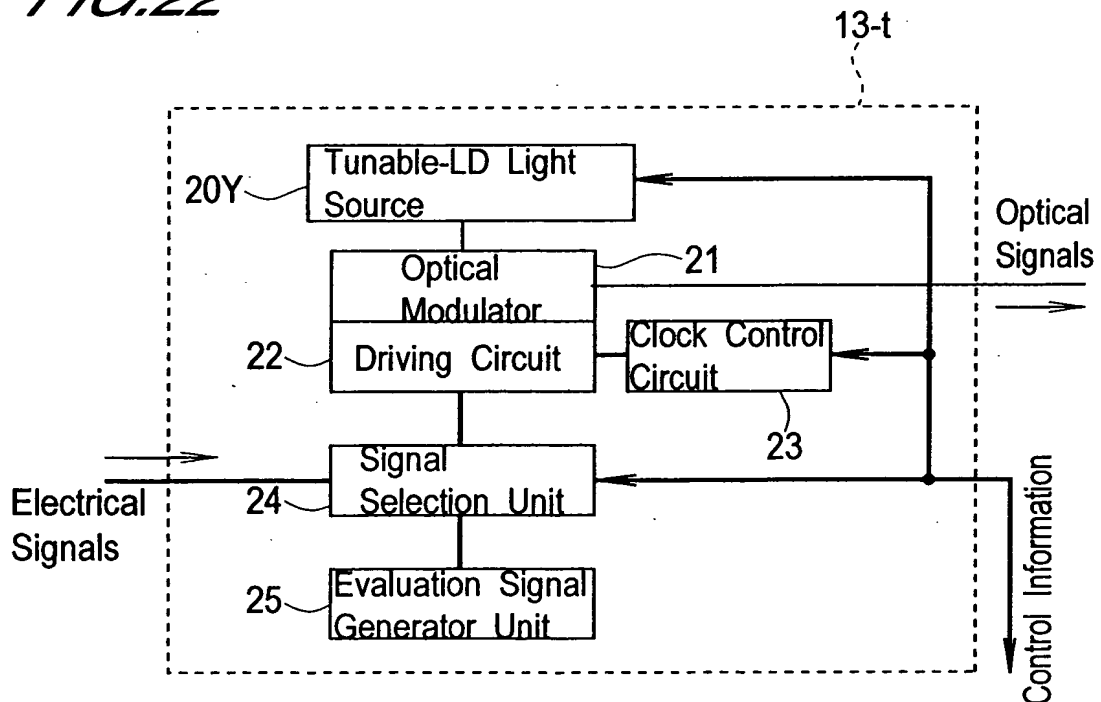 FIG.22
13-t
Tunable-LD Light
Source
20Y
Optical
Signals
21
Optical
Modulator
22
Driving Circuit
Clock Control
Circuit
23
Signal
Selection Unit
24
Electrical
Signals
25
Evaluation Signal
Generator Unit
Control Information